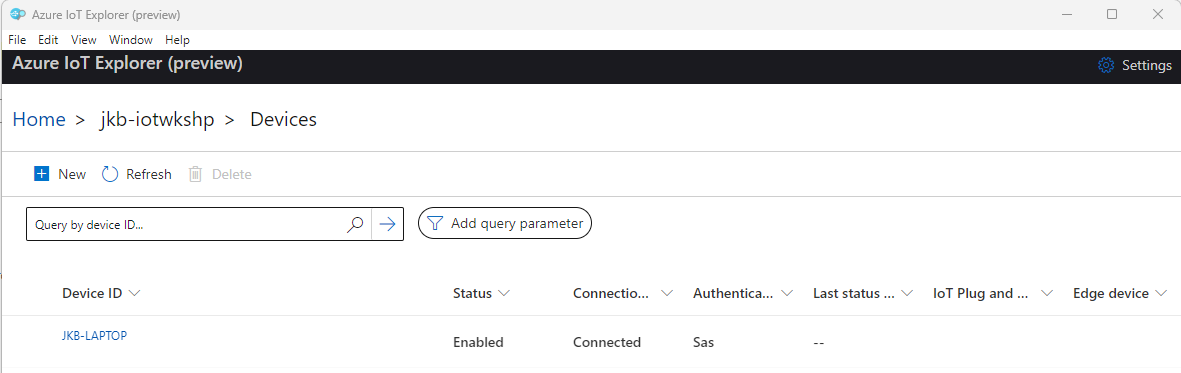 Azure IoT Explorer (preview)
File Edit View Window Help
Azure IoT Explorer (preview) Settings
Home > jkb-iotwkshp > Devices
New Refresh Delete
Query by device ID... Add query parameter
Device ID Status Connectio... Authentica... Last status ... IoT Plug and ... Edge device
JKB-LAPTOP Enabled Connected Sas --